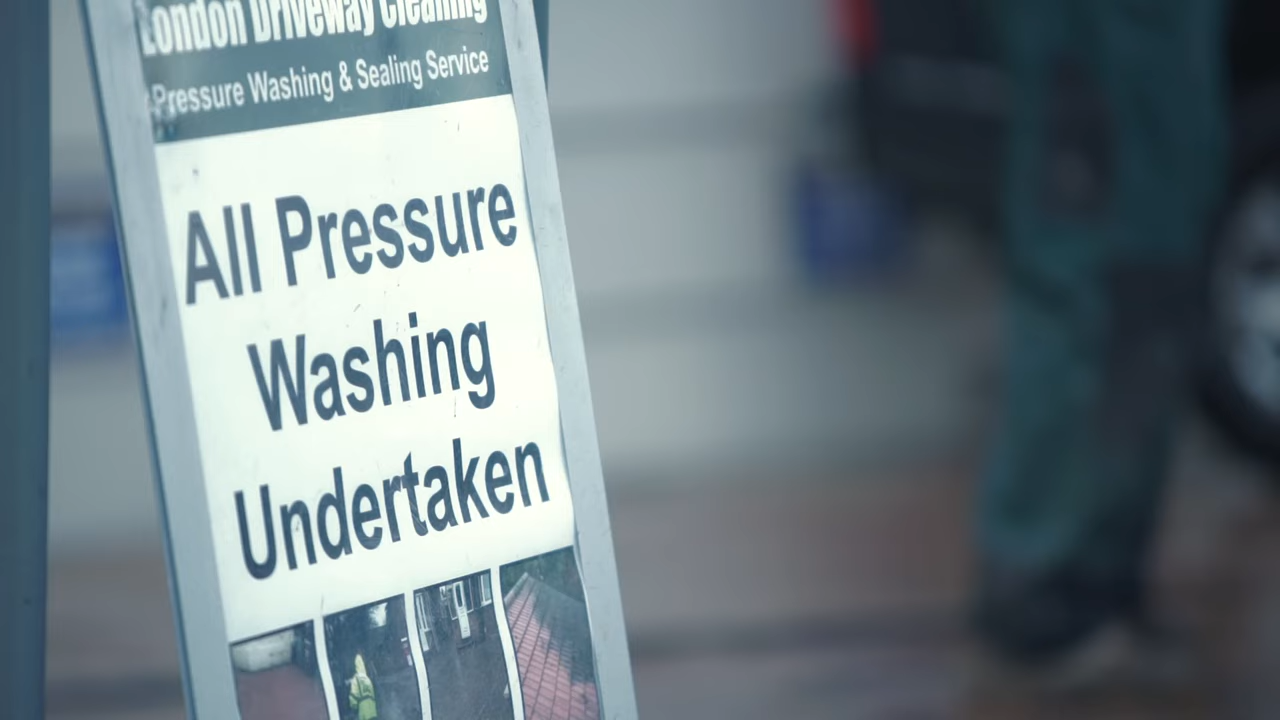 London Driveway Cleaning
Pressure Washing & Sealing Service
All Pressure
Washing
Undertaken